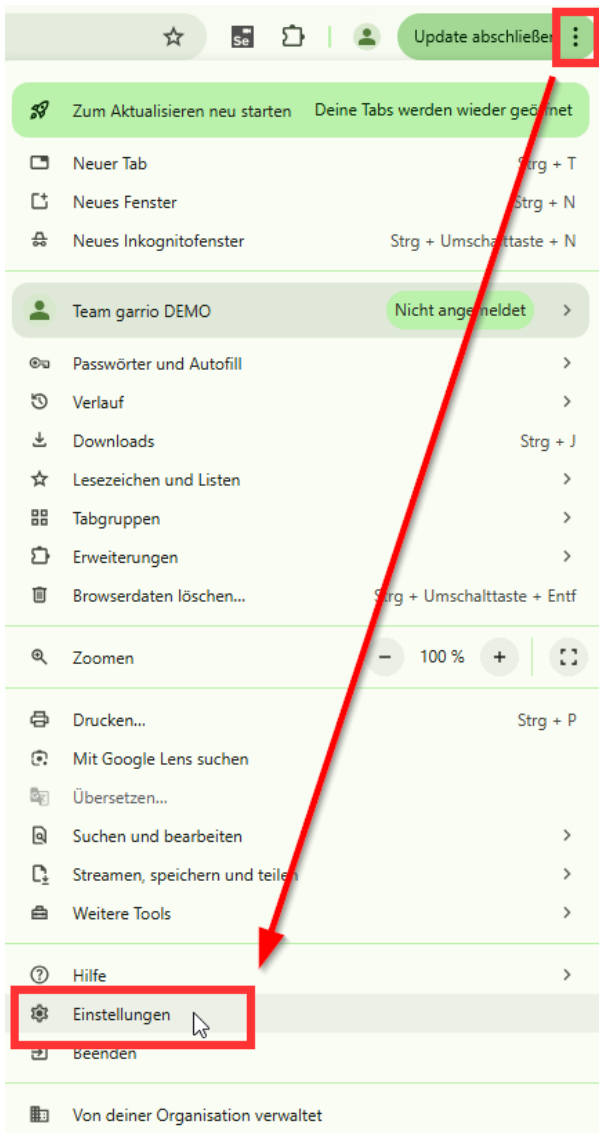 Se
Update abschließen
Zum Aktualisieren neu starten Deine Tabs werden wieder geöffnet
Neuer Tab Strg + T
Neues Fenster Strg + N
Neues Inkognitofenster Strg + Umschalttaste + N
Team garrio DEMO Nicht angemeldet
Passwörter und Autofill
Verlauf
Downloads Strg + J
Lesezeichen und Listen
Tabgruppen
Erweiterungen
Browserdaten löschen... Strg + Umschalttaste + Entf
Zoomen 100 %
Drucken... Strg + P
Mit Google Lens suchen
Übersetzen...
Suchen und bearbeiten
Streamen, speichern und teilen
Weitere Tools
Hilfe
Einstellungen
Beenden
Von deiner Organisation verwaltet